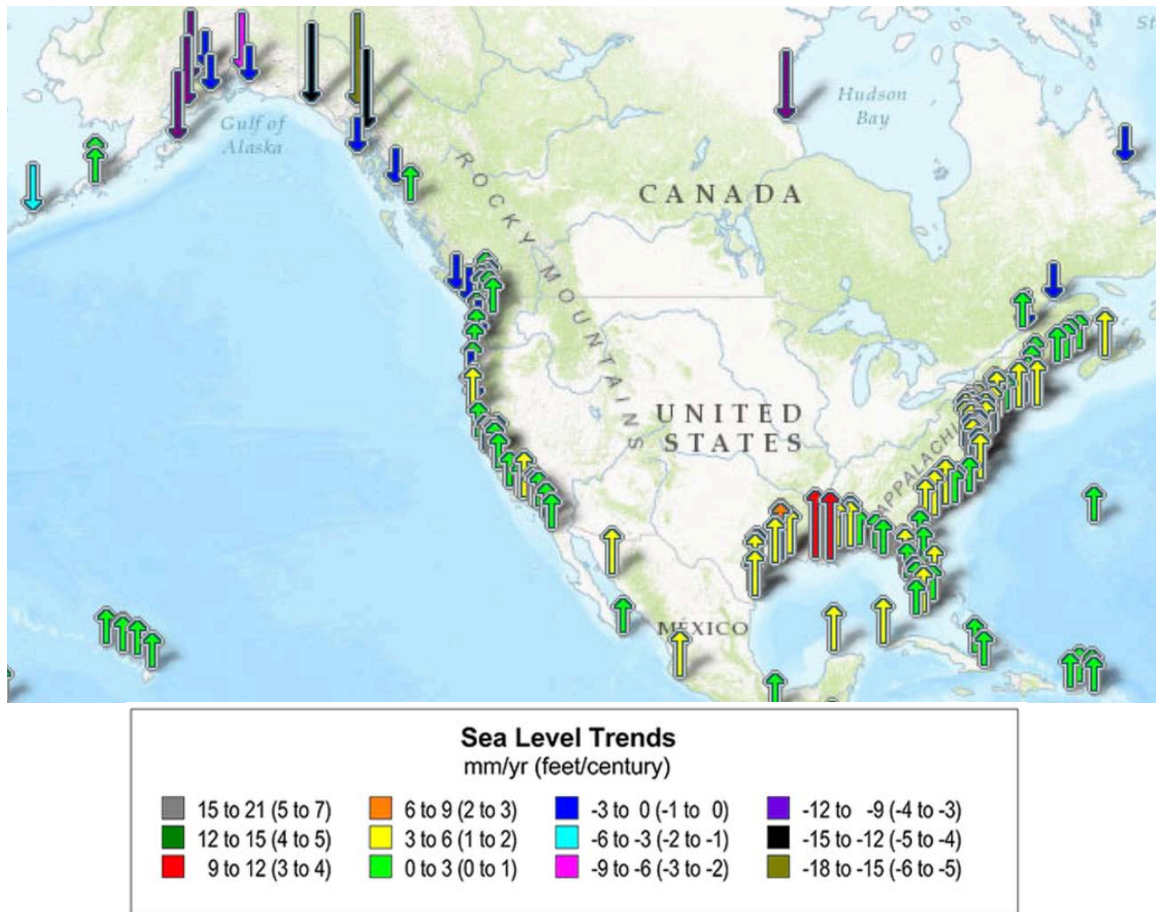 Gulf of
Alaska
Hudson
Bay
St
CANADA
ROCKY MOUNTAINS
UNITED
STATES
APPALACHI
MÉXICO
Sea Level Trends
mm/yr (feet/century)
15 to 21 (5 to 7)
6 to 9 (2 to 3)
-3 to 0 (-1 to 0)
-12 to -9 (-4 to -3)
12 to 15 (4 to 5)
3 to 6 (1 to 2)
-6 to -3 (-2 to -1)
-15 to -12 (-5 to -4)
9 to 12 (3 to 4)
0 to 3 (0 to 1)
-9 to -6 (-3 to -2)
-18 to -15 (-6 to -5)